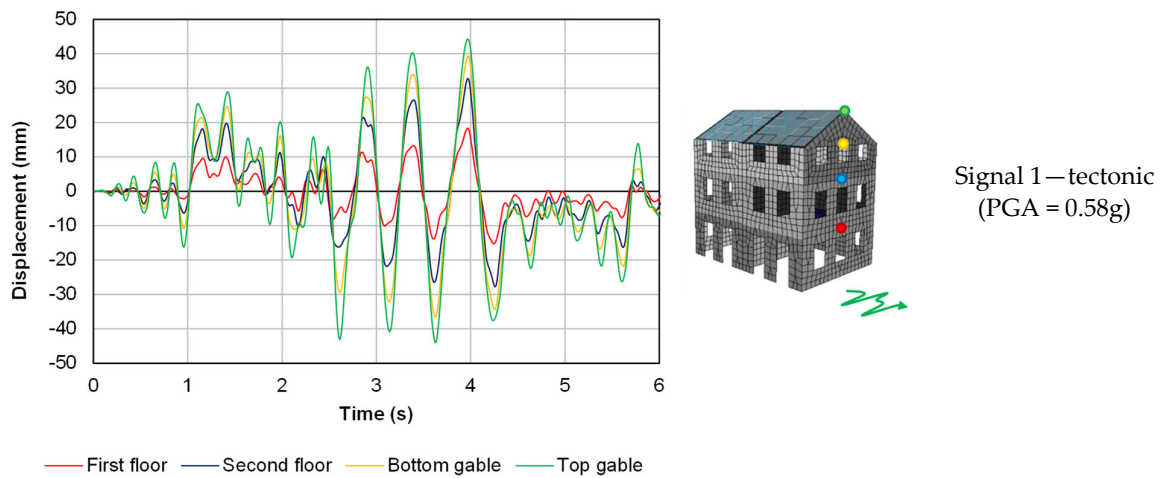 50
40
30
20
10
0
-10
-20
-30
-40
-50
Displacement (mm)
0 1 2 3 4 5 6
Time (s)
First floor Second floor Bottom gable Top gable
Signal 1—tectonic
(PGA = 0.58g)